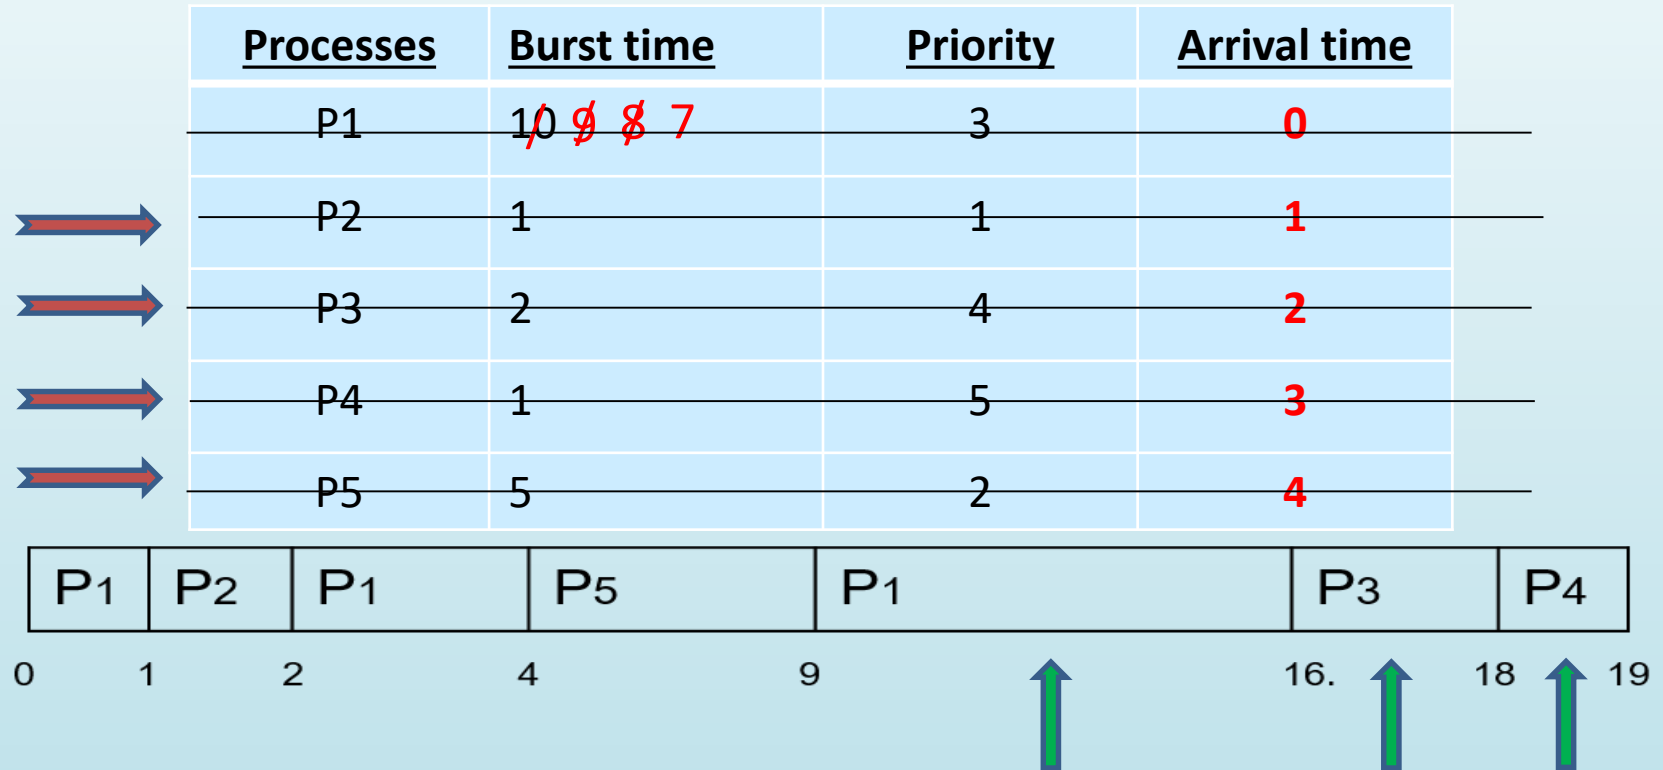 Processes Burst time Priority Arrival time
P1 10 9 8 7 3 0
P2 1 1 1
P3 2 4 2
P4 1 5 3
P5 5 2 4
P1 P2 P1 P5 P1 P3 P4
0 1 2 4 9 16. 18 19